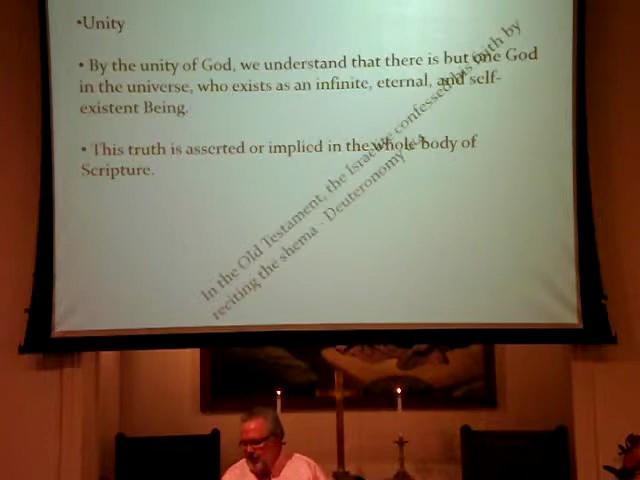 •Unity
• By the unity of God, we understand that there is but one God
in the universe, who exists as an infinite, eternal, and self-
existent Being.
• This truth is asserted or implied in the whole body of
Scripture.
In the Old Testament, the Israelite confessed his faith by
reciting the shema - Deuteronomy